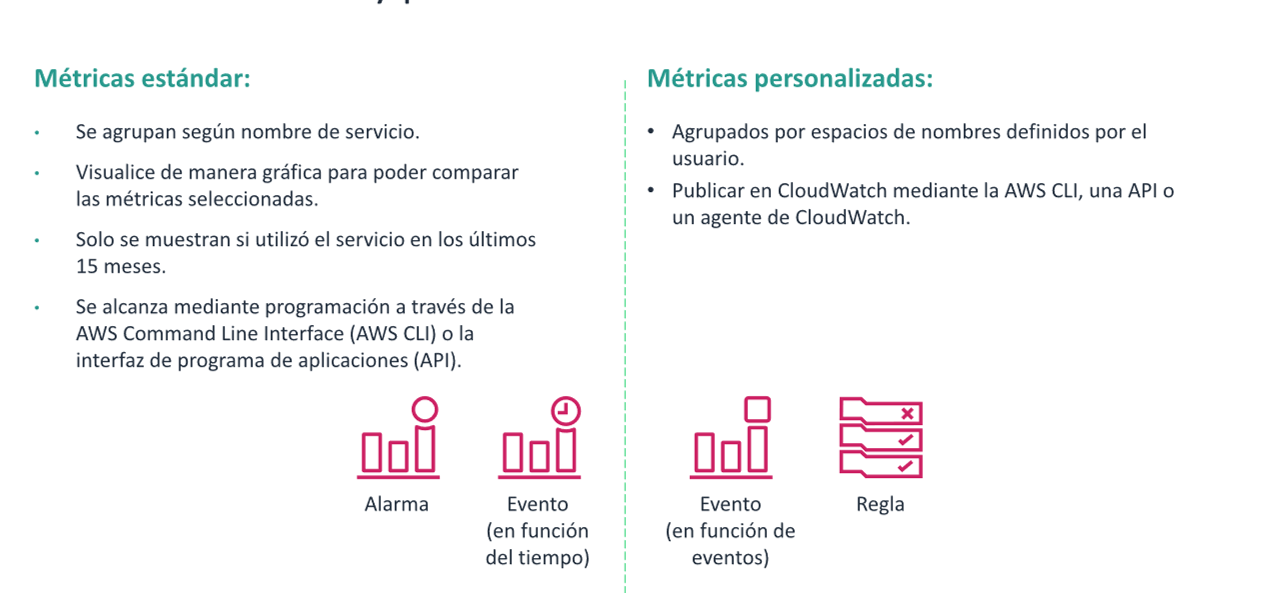 Métricas estándar:
• Se agrupan según nombre de servicio.
• Visualice de manera gráfica para poder comparar
las métricas seleccionadas.
• Solo se muestran si utilizó el servicio en los últimos
15 meses.
• Se alcanza mediante programación a través de la
AWS Command Line Interface (AWS CLI) o la
interfaz de programa de aplicaciones (API).
Métricas personalizadas:
• Agrupados por espacios de nombres definidos por el
usuario.
• Publicar en CloudWatch mediante la AWS CLI, una API o
un agente de CloudWatch.
Alarma
Evento
(en función
del tiempo)
Evento
(en función de
eventos)
Regla